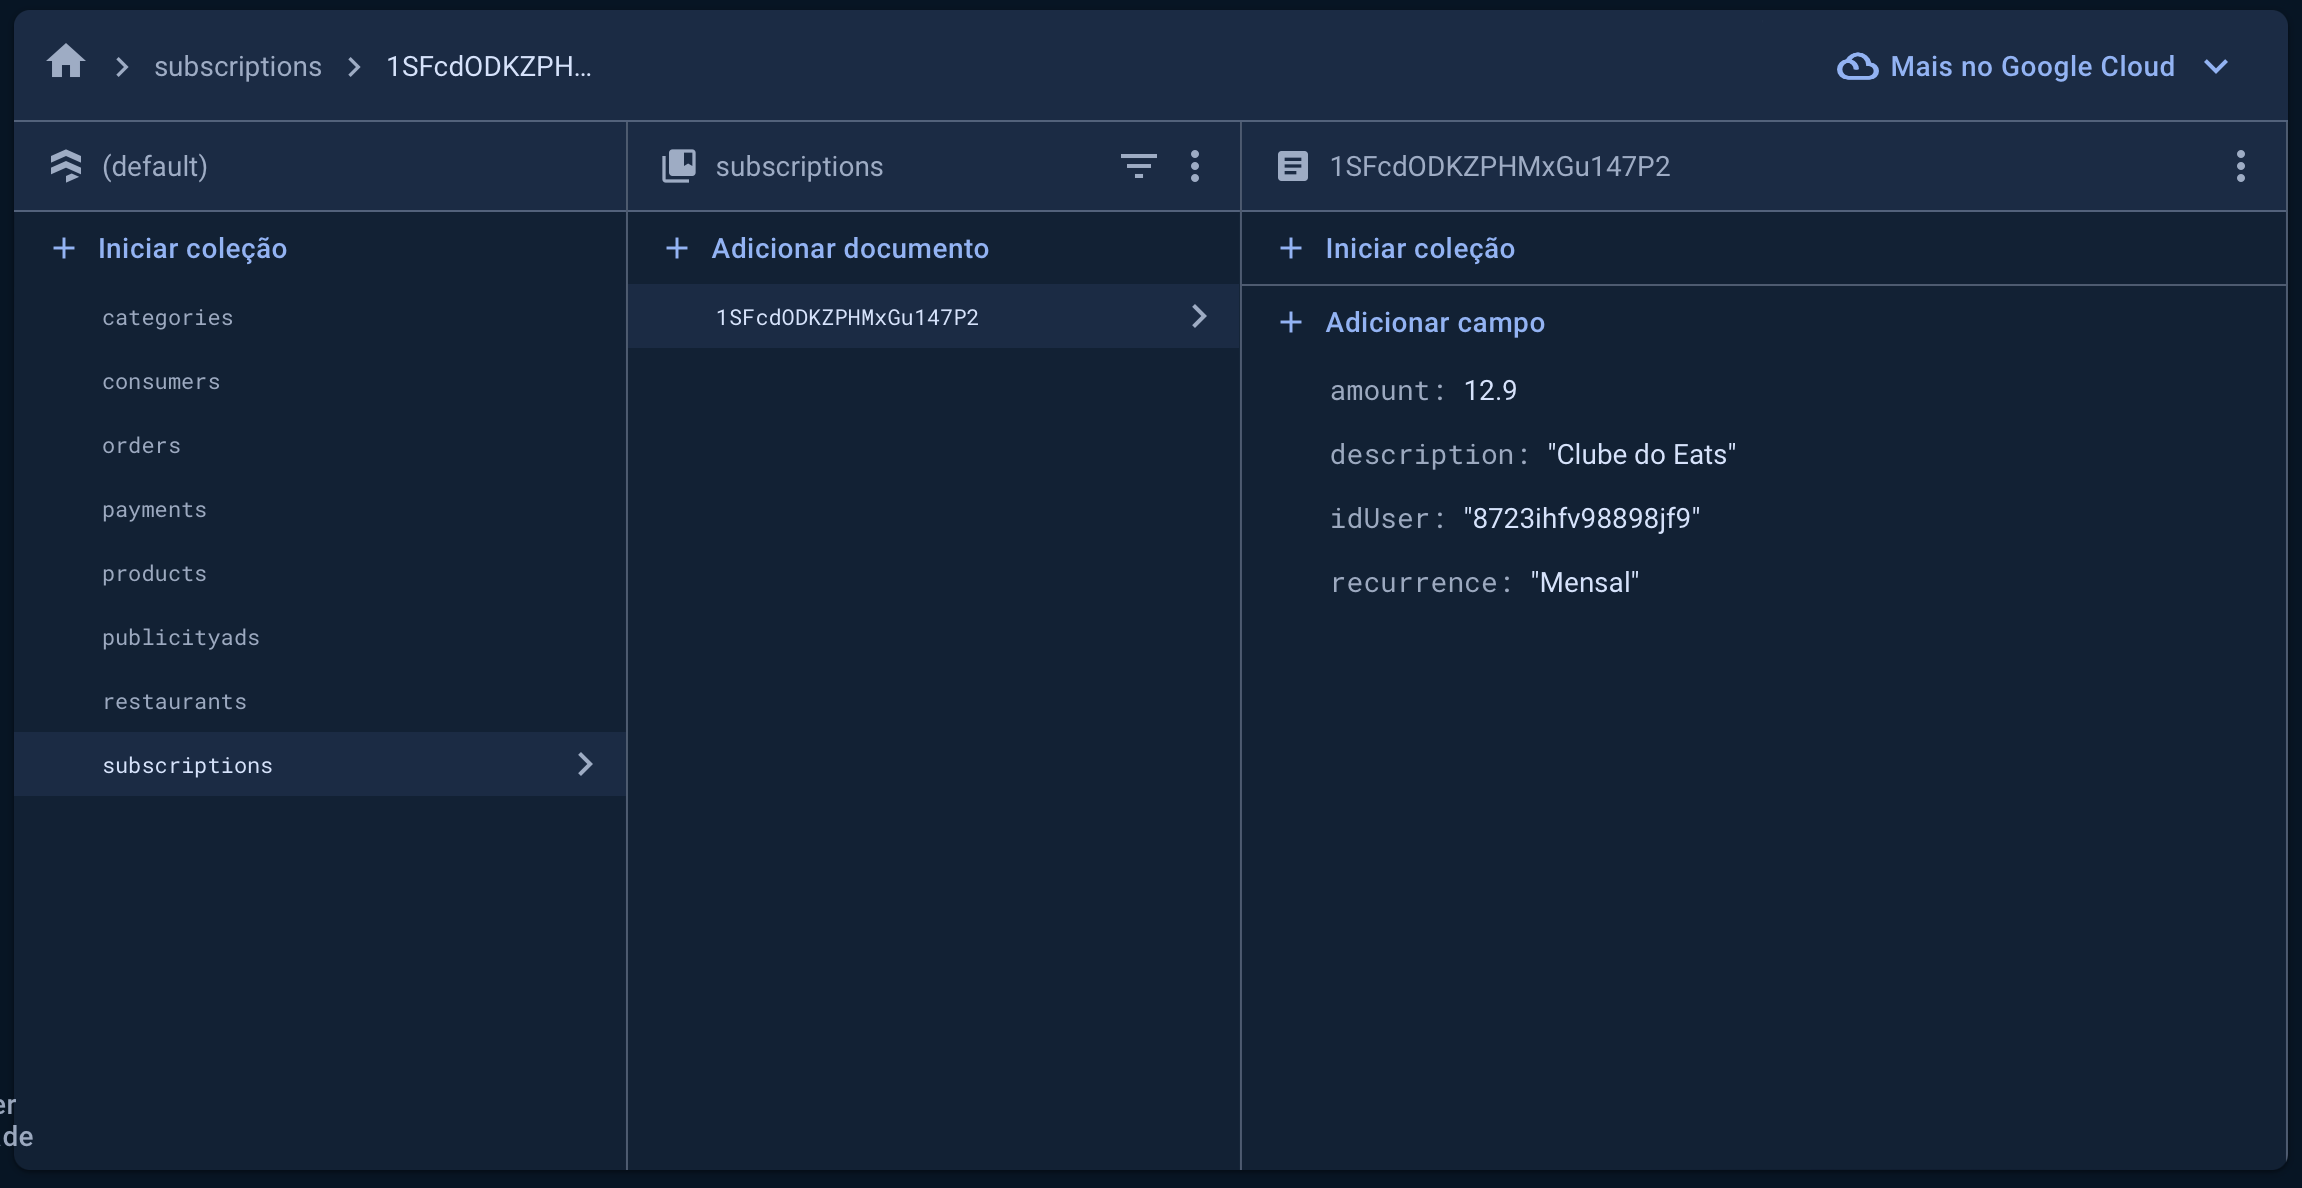 subscriptions
1SFcdODKZPH...
Mais no Google Cloud
(default)
Iniciar coleção
categories
consumers
orders
payments
products
publicityads
restaurants
subscriptions
subscriptions
Adicionar documento
1SFcdODKZPHMxGu147P2
1SFcdODKZPHMxGu147P2
Iniciar coleção
Adicionar campo
amount: 12.9
description: "Clube do Eats"
idUser: "8723ihfv98898jf9"
recurrence: "Mensal"
er
de